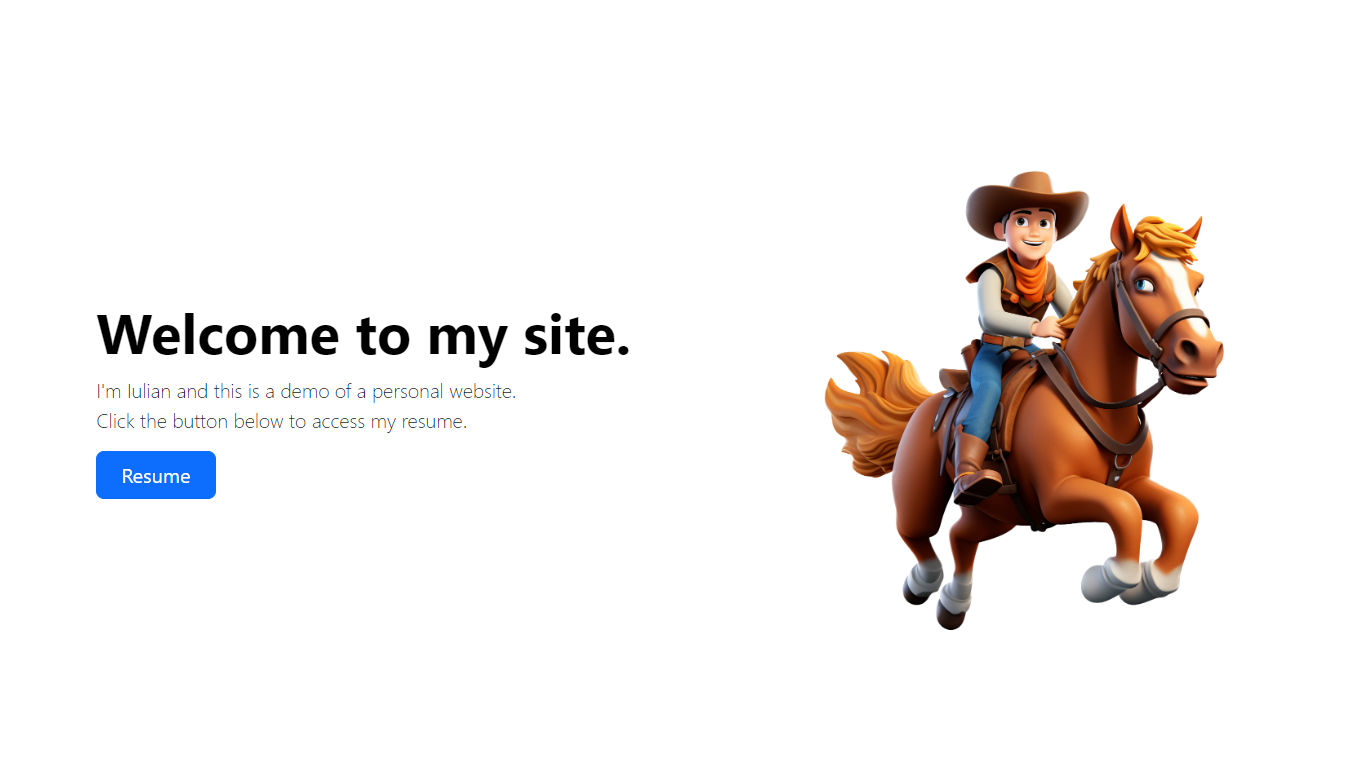 Welcome to my site.
I'm Iulian and this is a demo of a personal website.
Click the button below to access my resume.
Resume